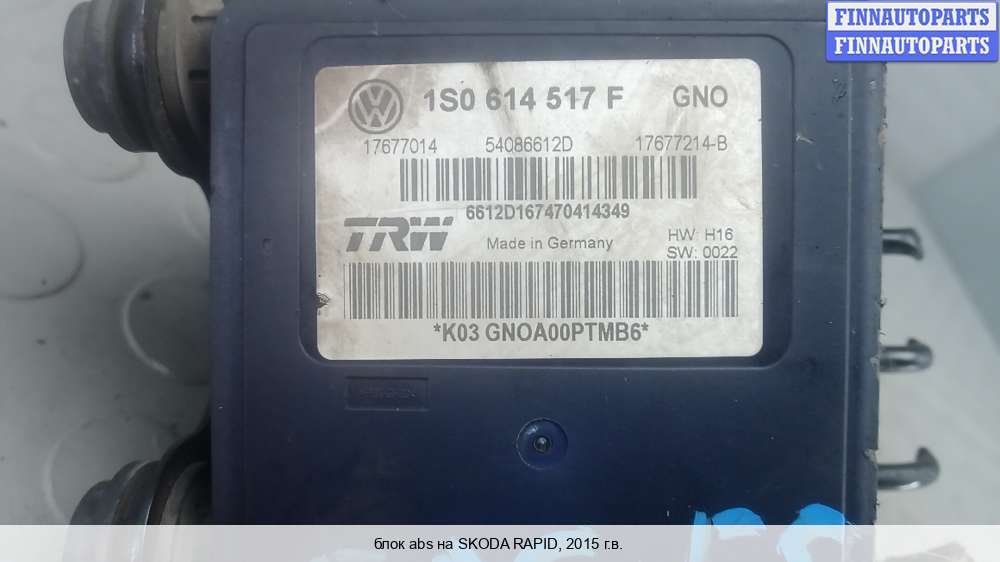 FINNAUTOPARTS
FINNAUTOPARTS
1S0 614 517 F GNO
17677014 54086612D 17677214-B
6612D167470414349
TRW Made in Germany HW: H16
SW: 0022
*K03 GNOA00PTMB6*
блок abs на SKODA RAPID, 2015 г.в.